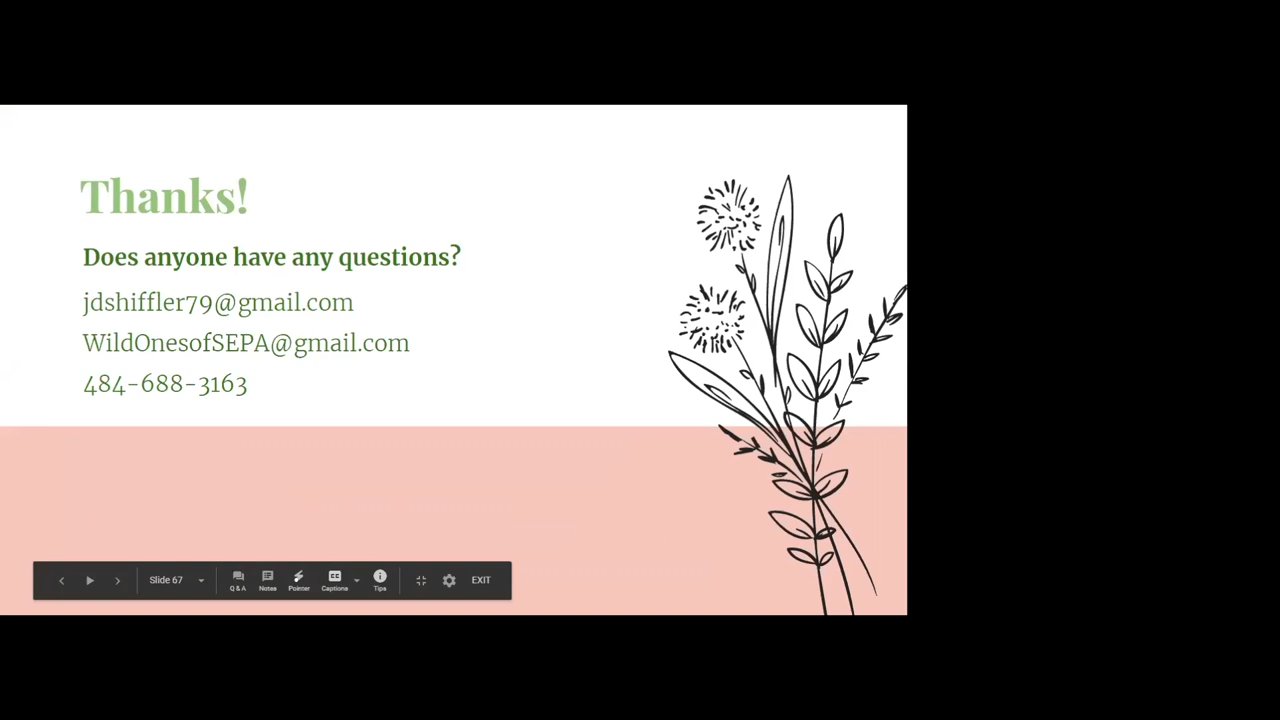 Thanks!
Does anyone have any questions?
jdshiffler79@gmail.com
WildOnesofSEPA@gmail.com
484-688-3163
Slide 67
Q & A
Notes
Pointer
CC
Captions
Tips
EXIT